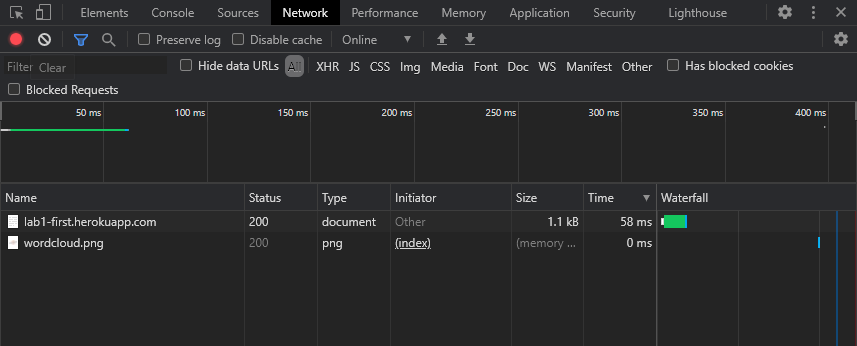 Elements Console Sources Network Performance Memory Application Security Lighthouse
Preserve log Disable cache Online
Filter Clear Hide data URLs All XHR JS CSS Img Media Font Doc WS Manifest Other Has blocked cookies
Blocked Requests
50 ms 100 ms 150 ms 200 ms 250 ms 300 ms 350 ms 400 ms
Name Status Type Initiator Size Time Waterfall
lab1-first.herokuapp.com 200 document Other 1.1 kB 58 ms
wordcloud.png 200 png (index) (memory ... 0 ms